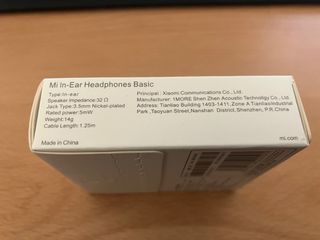 Mi In-Ear Headphones Basic
Type:In-ear
Speaker impedance:32 Ω
Jack Type:3.5mm Nickel-plated
Rated power:5mW
Weight:14g
Cable Length:1.25m
Principal : Xiaomi Communications Co., Ltd.
Manufacturer: 1MORE Shen Zhen Acoustic Technology Co., Ltd.
Address: Tianliao Building 1403-1411,Zone A TianliaoIndustrial
Park ,Taoyuan Street,Nanshan District,Shenzhen, P.R.China
Made in China
mi.com